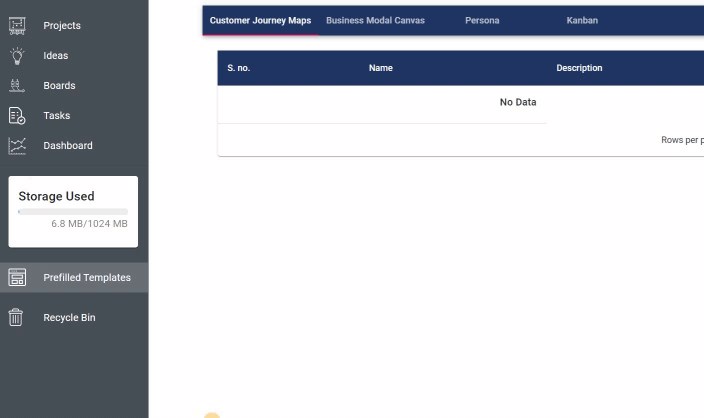 Projects
Ideas
Boards
Tasks
Dashboard
Storage Used
6.8 MB/1024 MB
Prefilled Templates
Recycle Bin
Customer Journey Maps Business Modal Canvas Persona Kanban
S. no. Name Description
No Data
Rows per p